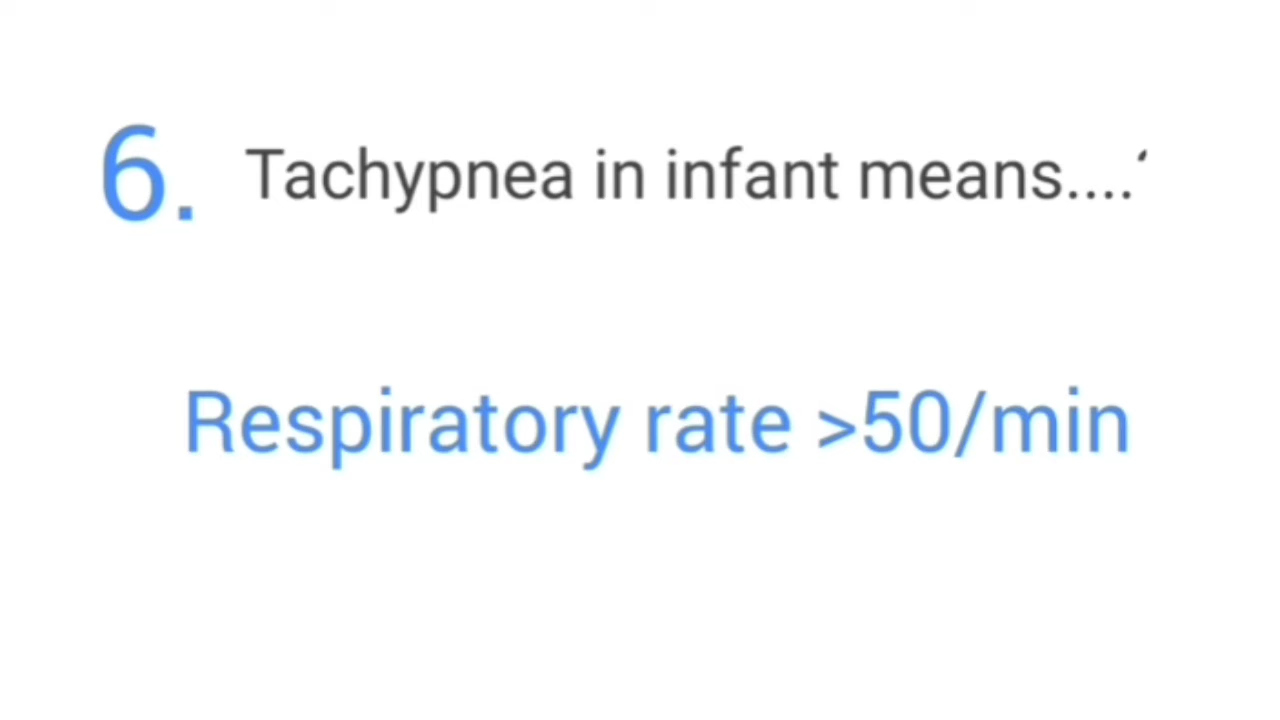 6. Tachypnea in infant means....‘
Respiratory rate >50/min